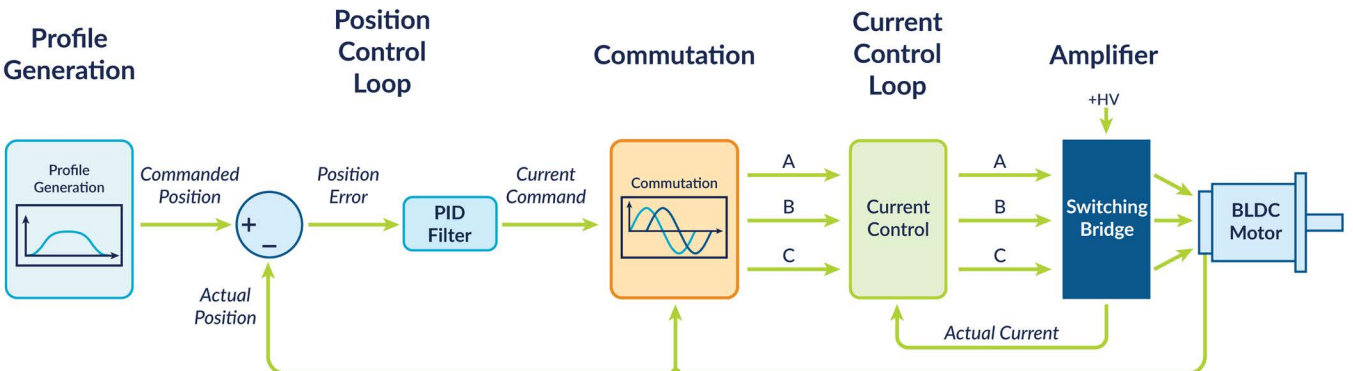 Profile
Generation
Position
Control
Loop
Commutation
Current
Control
Loop
Amplifier
+HV
Profile
Generation
Commanded
Position
+
−
Position
Error
PID
Filter
Current
Command
Commutation
A
B
C
Current
Control
A
B
C
Switching
Bridge
BLDC
Motor
Actual
Position
Actual Current